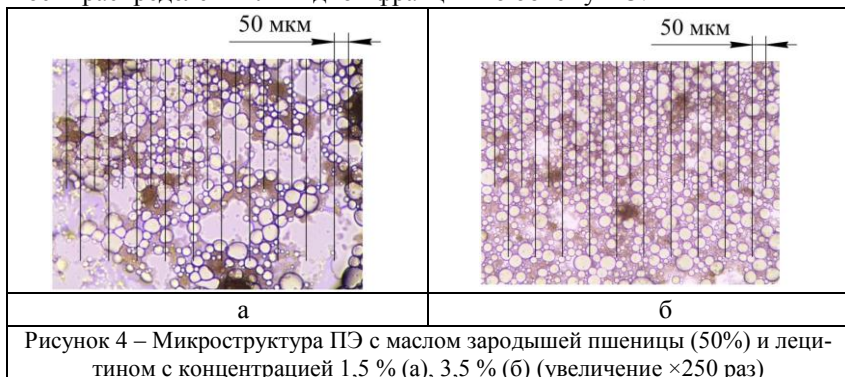 50 мкм
50 мкм
а
б
Рисунок 4 – Микроструктура ПЭ с маслом зародышей пшеницы (50%) и леци-
тином с концентрацией 1,5 % (а), 3,5 % (б) (увеличение ×250 раз)